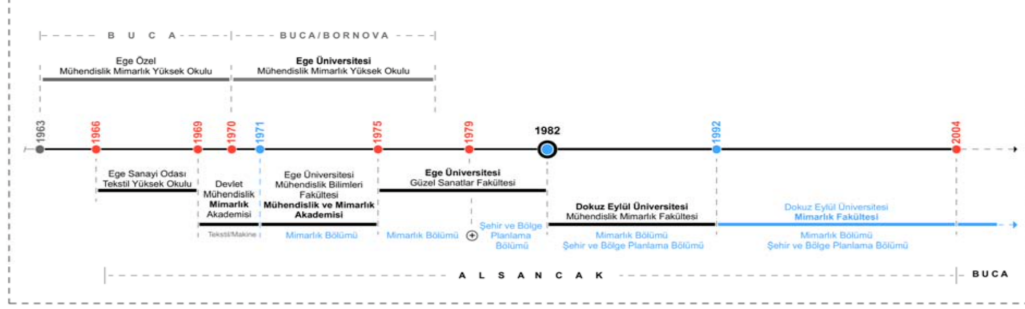 B U C A
BUCA/BORNOVA
Ege Özel
Mühendislik Mimarlık Yüksek Okulu
Ege Üniversitesi
Mühendislik Mimarlık Yüksek Okulu
1963
1966
1969
1970
1971
1975
1979
1982
1992
2004
Ege Sanayi Odası
Tekstil Yüksek Okulu
Devlet
Mühendislik
Mimarlık
Akademisi
Tekstil/Makine
Ege Üniversitesi
Mühendislik Bilimleri
Fakültesi
Mühendislik ve Mimarlık
Akademisi
Mimarlık Bölümü
Ege Üniversitesi
Güzel Sanatlar Fakültesi
Mimarlık Bölümü
Şehir ve Bölge
Planlama
Bölümü
Dokuz Eylül Üniversitesi
Mühendislik Mimarlık Fakültesi
Mimarlık Bölümü
Şehir ve Bölge Planlama Bölümü
Dokuz Eylül Üniversitesi
Mimarlık Fakültesi
Mimarlık Bölümü
Şehir ve Bölge Planlama Bölümü
A L S A N C A K
BUCA